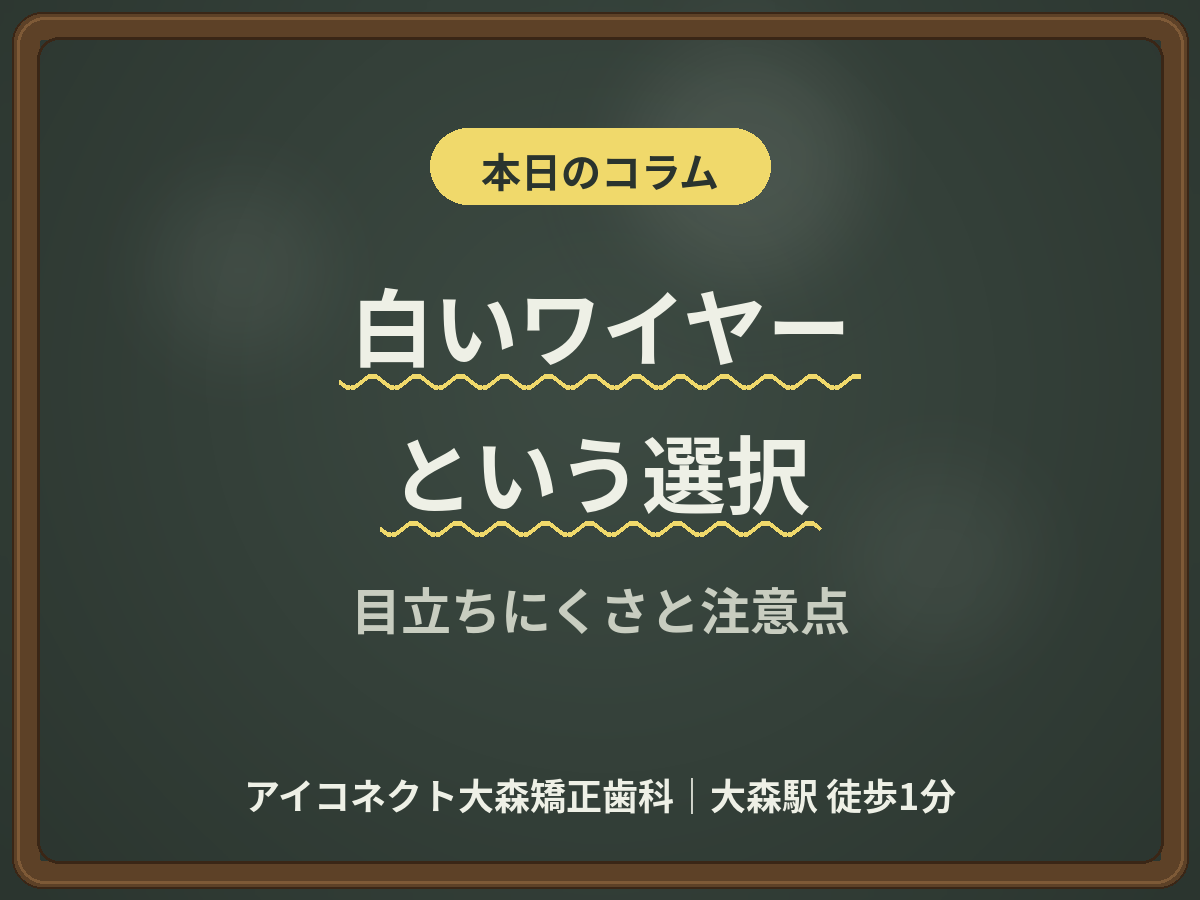 本日のコラム
白いワイヤー
という選択
目立ちにくさと注意点
アイコネクト大森矯正歯科｜大森駅 徒歩1分